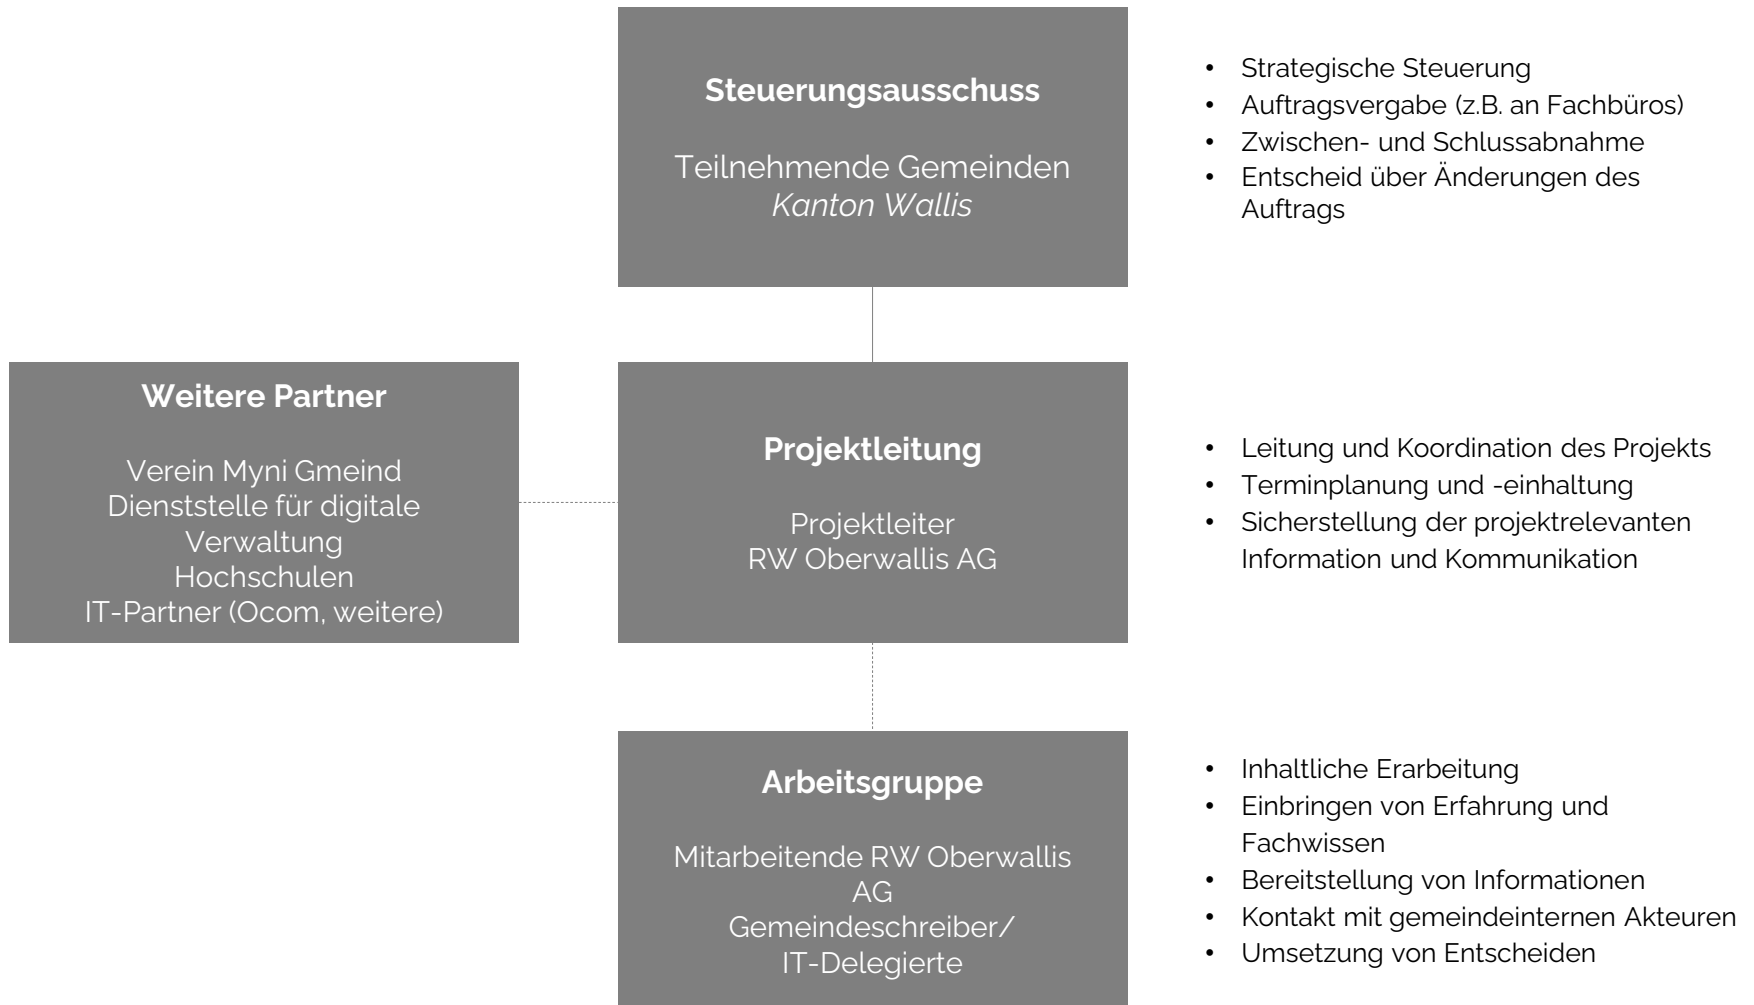 Steuerungsausschuss
Teilnehmende Gemeinden
Kanton Wallis
• Strategische Steuerung
• Auftragsvergabe (z.B. an Fachbüros)
• Zwischen- und Schlussabnahme
• Entscheid über Änderungen des
Auftrags
Weitere Partner
Verein Myni Gmeind
Dienststelle für digitale
Verwaltung
Hochschulen
IT-Partner (Ocom, weitere)
Projektleitung
Projektleiter
RW Oberwallis AG
• Leitung und Koordination des Projekts
• Terminplanung und -einhaltung
• Sicherstellung der projektrelevanten
Information und Kommunikation
Arbeitsgruppe
Mitarbeitende RW Oberwallis
AG
Gemeindeschreiber/
IT-Delegierte
• Inhaltliche Erarbeitung
• Einbringen von Erfahrung und
Fachwissen
• Bereitstellung von Informationen
• Kontakt mit gemeindeinternen Akteuren
• Umsetzung von Entscheiden